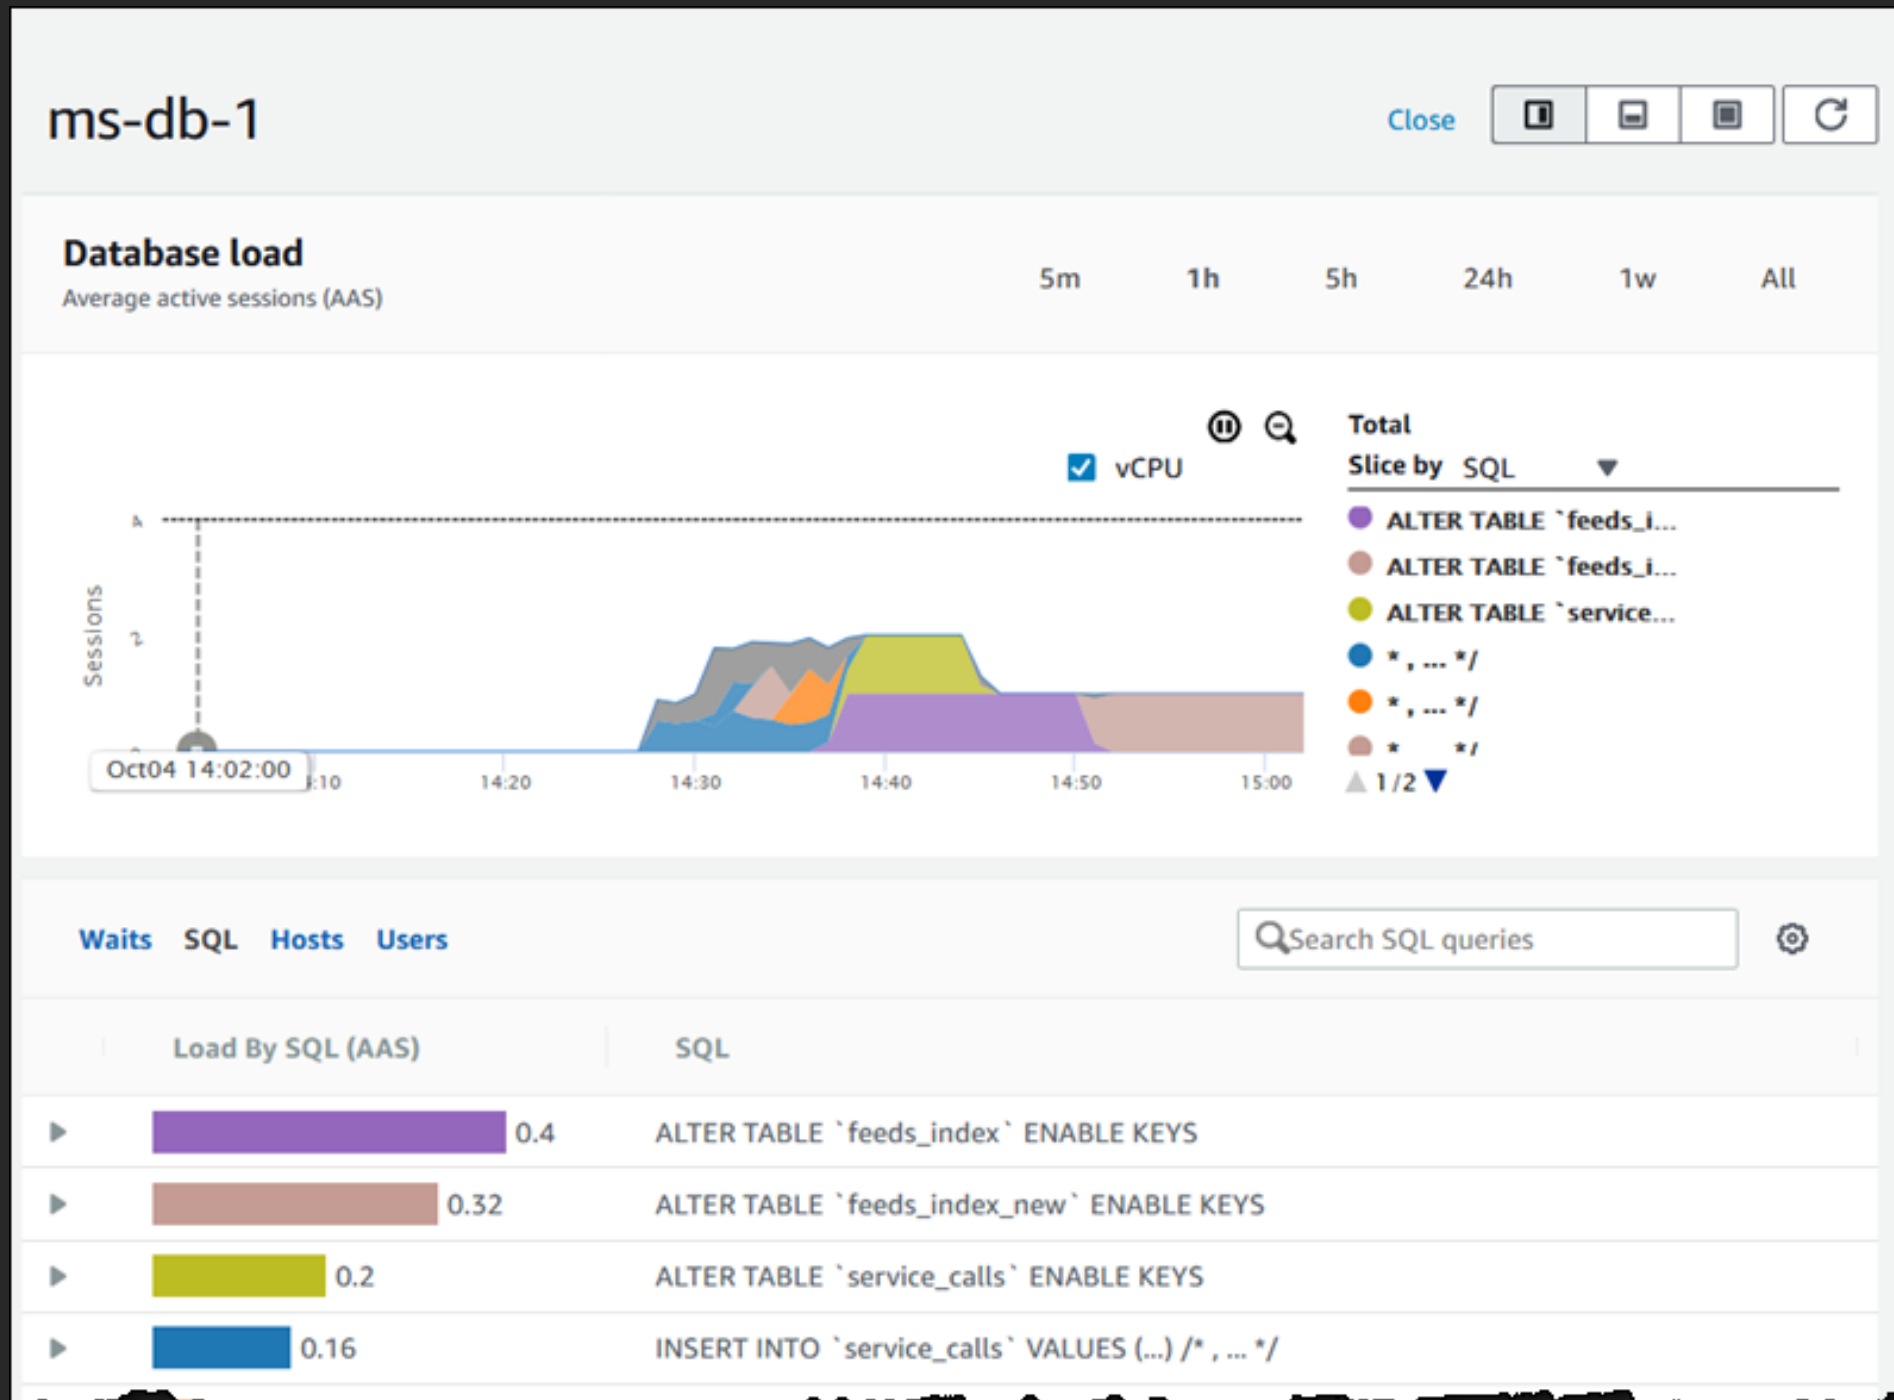 ms-db-1
Close
Database load
Average active sessions (AAS)
5m 1h 5h 24h 1w All
vCPU
Total
Slice by SQL
4
2
Sessions
ALTER TABLE `feeds_i...
ALTER TABLE `feeds_i...
ALTER TABLE `service...
* , ... */
* , ... */
* */
Oct04 14:02:00
:10 14:20 14:30 14:40 14:50 15:00
1/2
Waits SQL Hosts Users
Search SQL queries
Load By SQL (AAS) SQL
0.4 ALTER TABLE `feeds_index` ENABLE KEYS
0.32 ALTER TABLE `feeds_index_new` ENABLE KEYS
0.2 ALTER TABLE `service_calls` ENABLE KEYS
0.16 INSERT INTO `service_calls` VALUES (...) /* , ... */